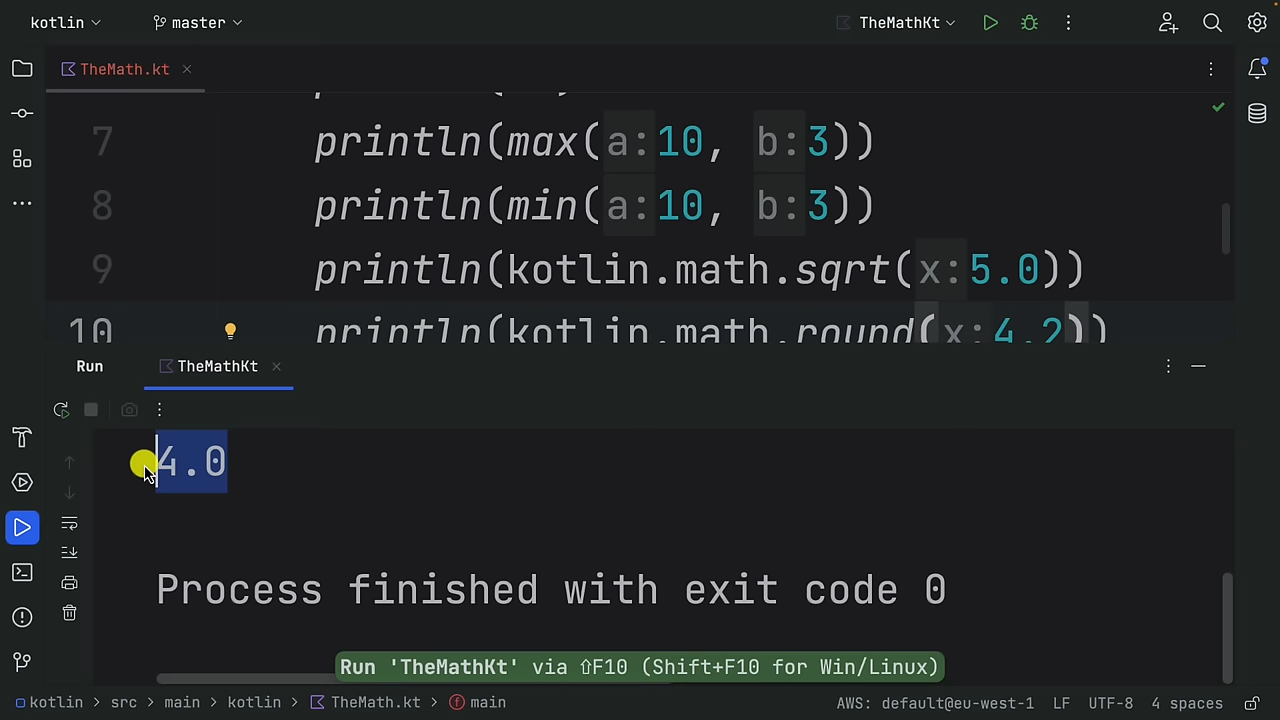 kotlin master TheMathKt
TheMath.kt
7 println(max(a:10, b:3))
8 println(min(a:10, b:3))
9 println(kotlin.math.sqrt(x:5.0))
10 println(kotlin.math.round(x:4.2))
Run TheMathKt
4.0
Process finished with exit code 0
Run 'TheMathKt' via ⇧F10 (Shift+F10 for Win/Linux)
kotlin > src > main > kotlin > TheMath.kt > main AWS: default@eu-west-1 LF UTF-8 4 spaces